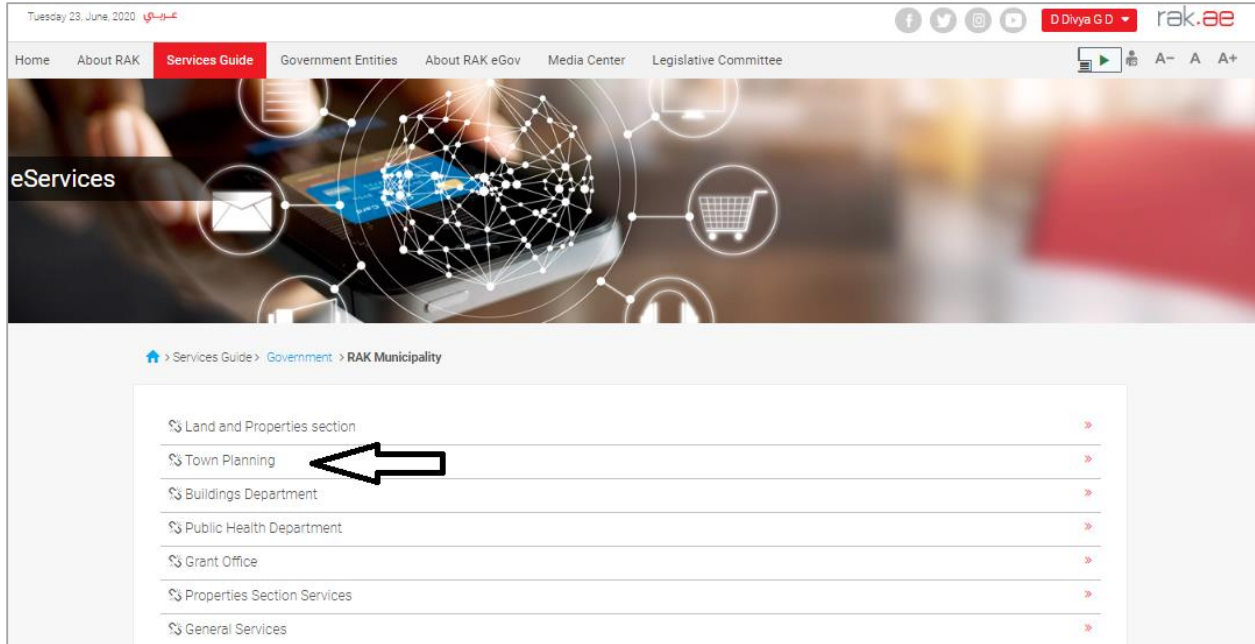 Tuesday 23, June, 2020 عـربـي
D Divya G D
rak.ae
Home About RAK Services Guide Government Entities About RAK eGov Media Center Legislative Committee A- A A+
eServices
> Services Guide > Government > RAK Municipality
Land and Properties section »
Town Planning »
Buildings Department »
Public Health Department »
Grant Office »
Properties Section Services »
General Services »